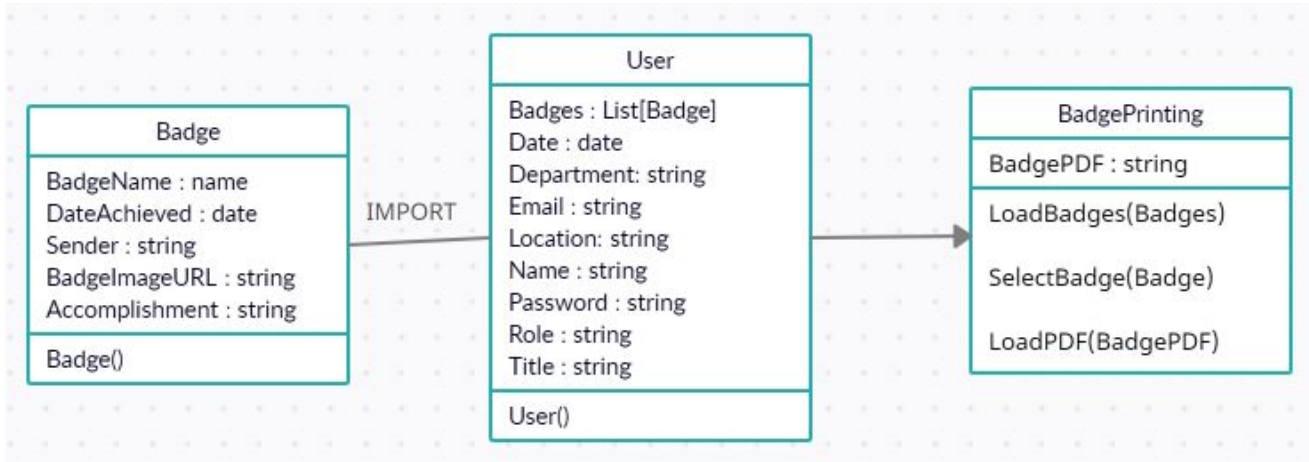 Badge
BadgeName : name
DateAchieved : date
Sender : string
BadgeImageURL : string
Accomplishment : string
Badge()
IMPORT
User
Badges : List[Badge]
Date : date
Department: string
Email : string
Location: string
Name : string
Password : string
Role : string
Title : string
User()
BadgePrinting
BadgePDF : string
LoadBadges(Badges)
SelectBadge(Badge)
LoadPDF(BadgePDF)